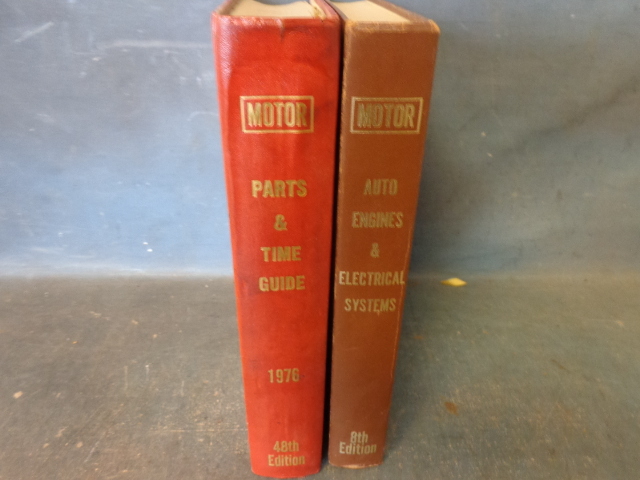 MOTOR
PARTS
&
TIME
GUIDE
1976
48th
Edition
MOTOR
AUTO
ENGINES
&
ELECTRICAL
SYSTEMS
8th
Edition